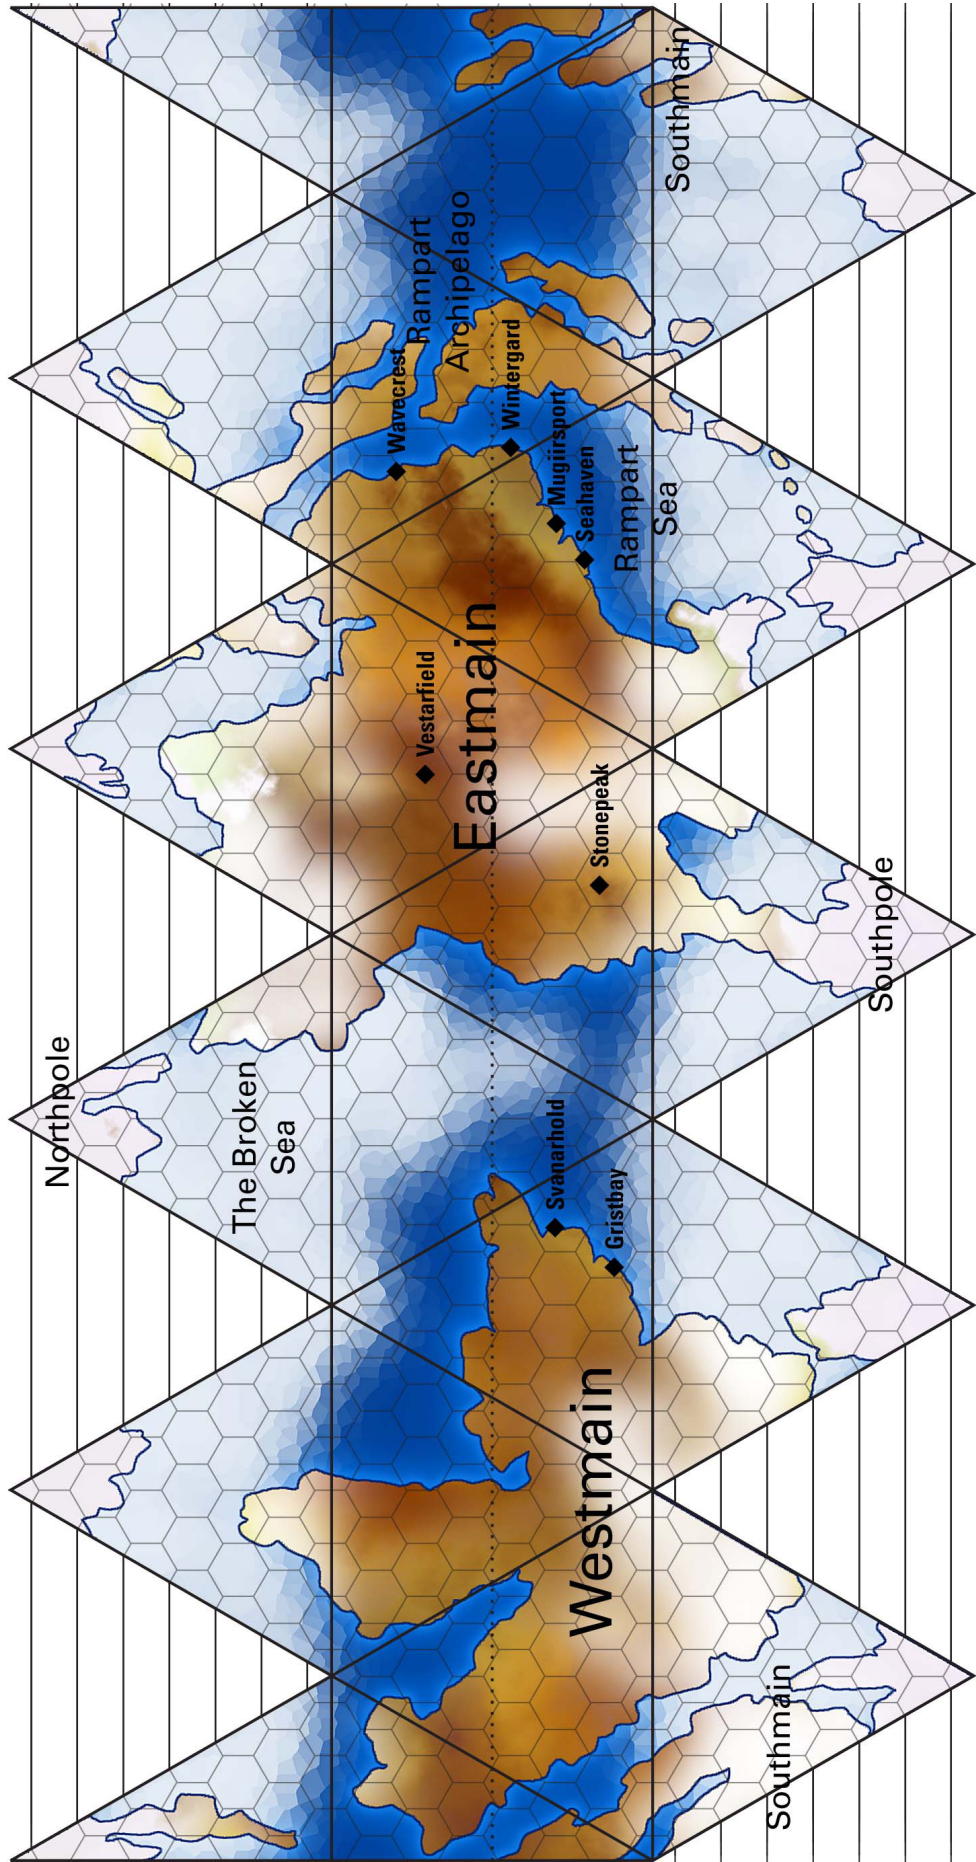 Northpole
The Broken
Sea
Westmain
Southmain
Svanarhold
Gristbay
Southpole
Eastmain
Vestarfield
Stonepeak
Wavecrest
Wintergard
Mugiirsport
Seahaven
Rampart
Sea
Rampart
Archipelago
Southmain